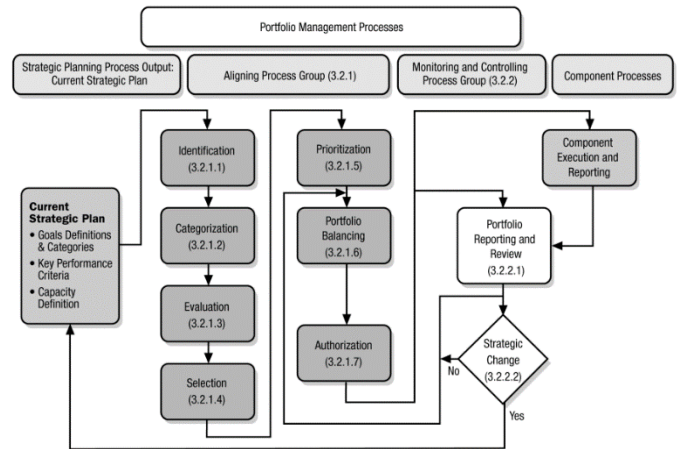 Portfolio Management Processes
Strategic Planning Process Output:
Current Strategic Plan
Aligning Process Group (3.2.1)
Monitoring and Controlling
Process Group (3.2.2)
Component Processes
Identification
(3.2.1.1)
Prioritization
(3.2.1.5)
Component
Execution and
Reporting
Current
Strategic Plan
• Goals Definitions
& Categories
• Key Performance
Criteria
• Capacity
Definition
Categorization
(3.2.1.2)
Portfolio
Balancing
(3.2.1.6)
Portfolio
Reporting and
Review
(3.2.2.1)
Evaluation
(3.2.1.3)
Authorization
(3.2.1.7)
Strategic
Change
(3.2.2.2)
No
Yes
Selection
(3.2.1.4)